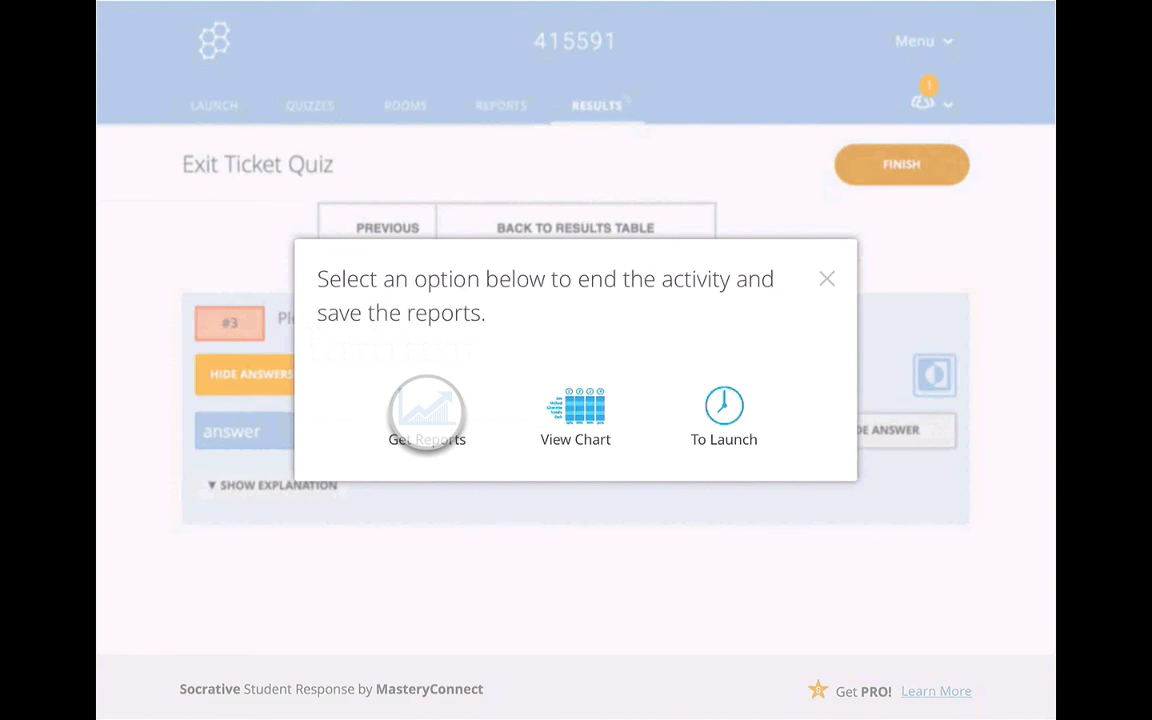 415591
Menu
1
LAUNCH QUIZZES ROOMS REPORTS RESULTS
Exit Ticket Quiz
FINISH
PREVIOUS BACK TO RESULTS TABLE
Select an option below to end the activity and
save the reports.
#3
HIDE ANSWERS
answer
DE ANSWER
Get Reports View Chart To Launch
▼ SHOW EXPLANATION
Socrative Student Response by MasteryConnect
Get PRO! Learn More